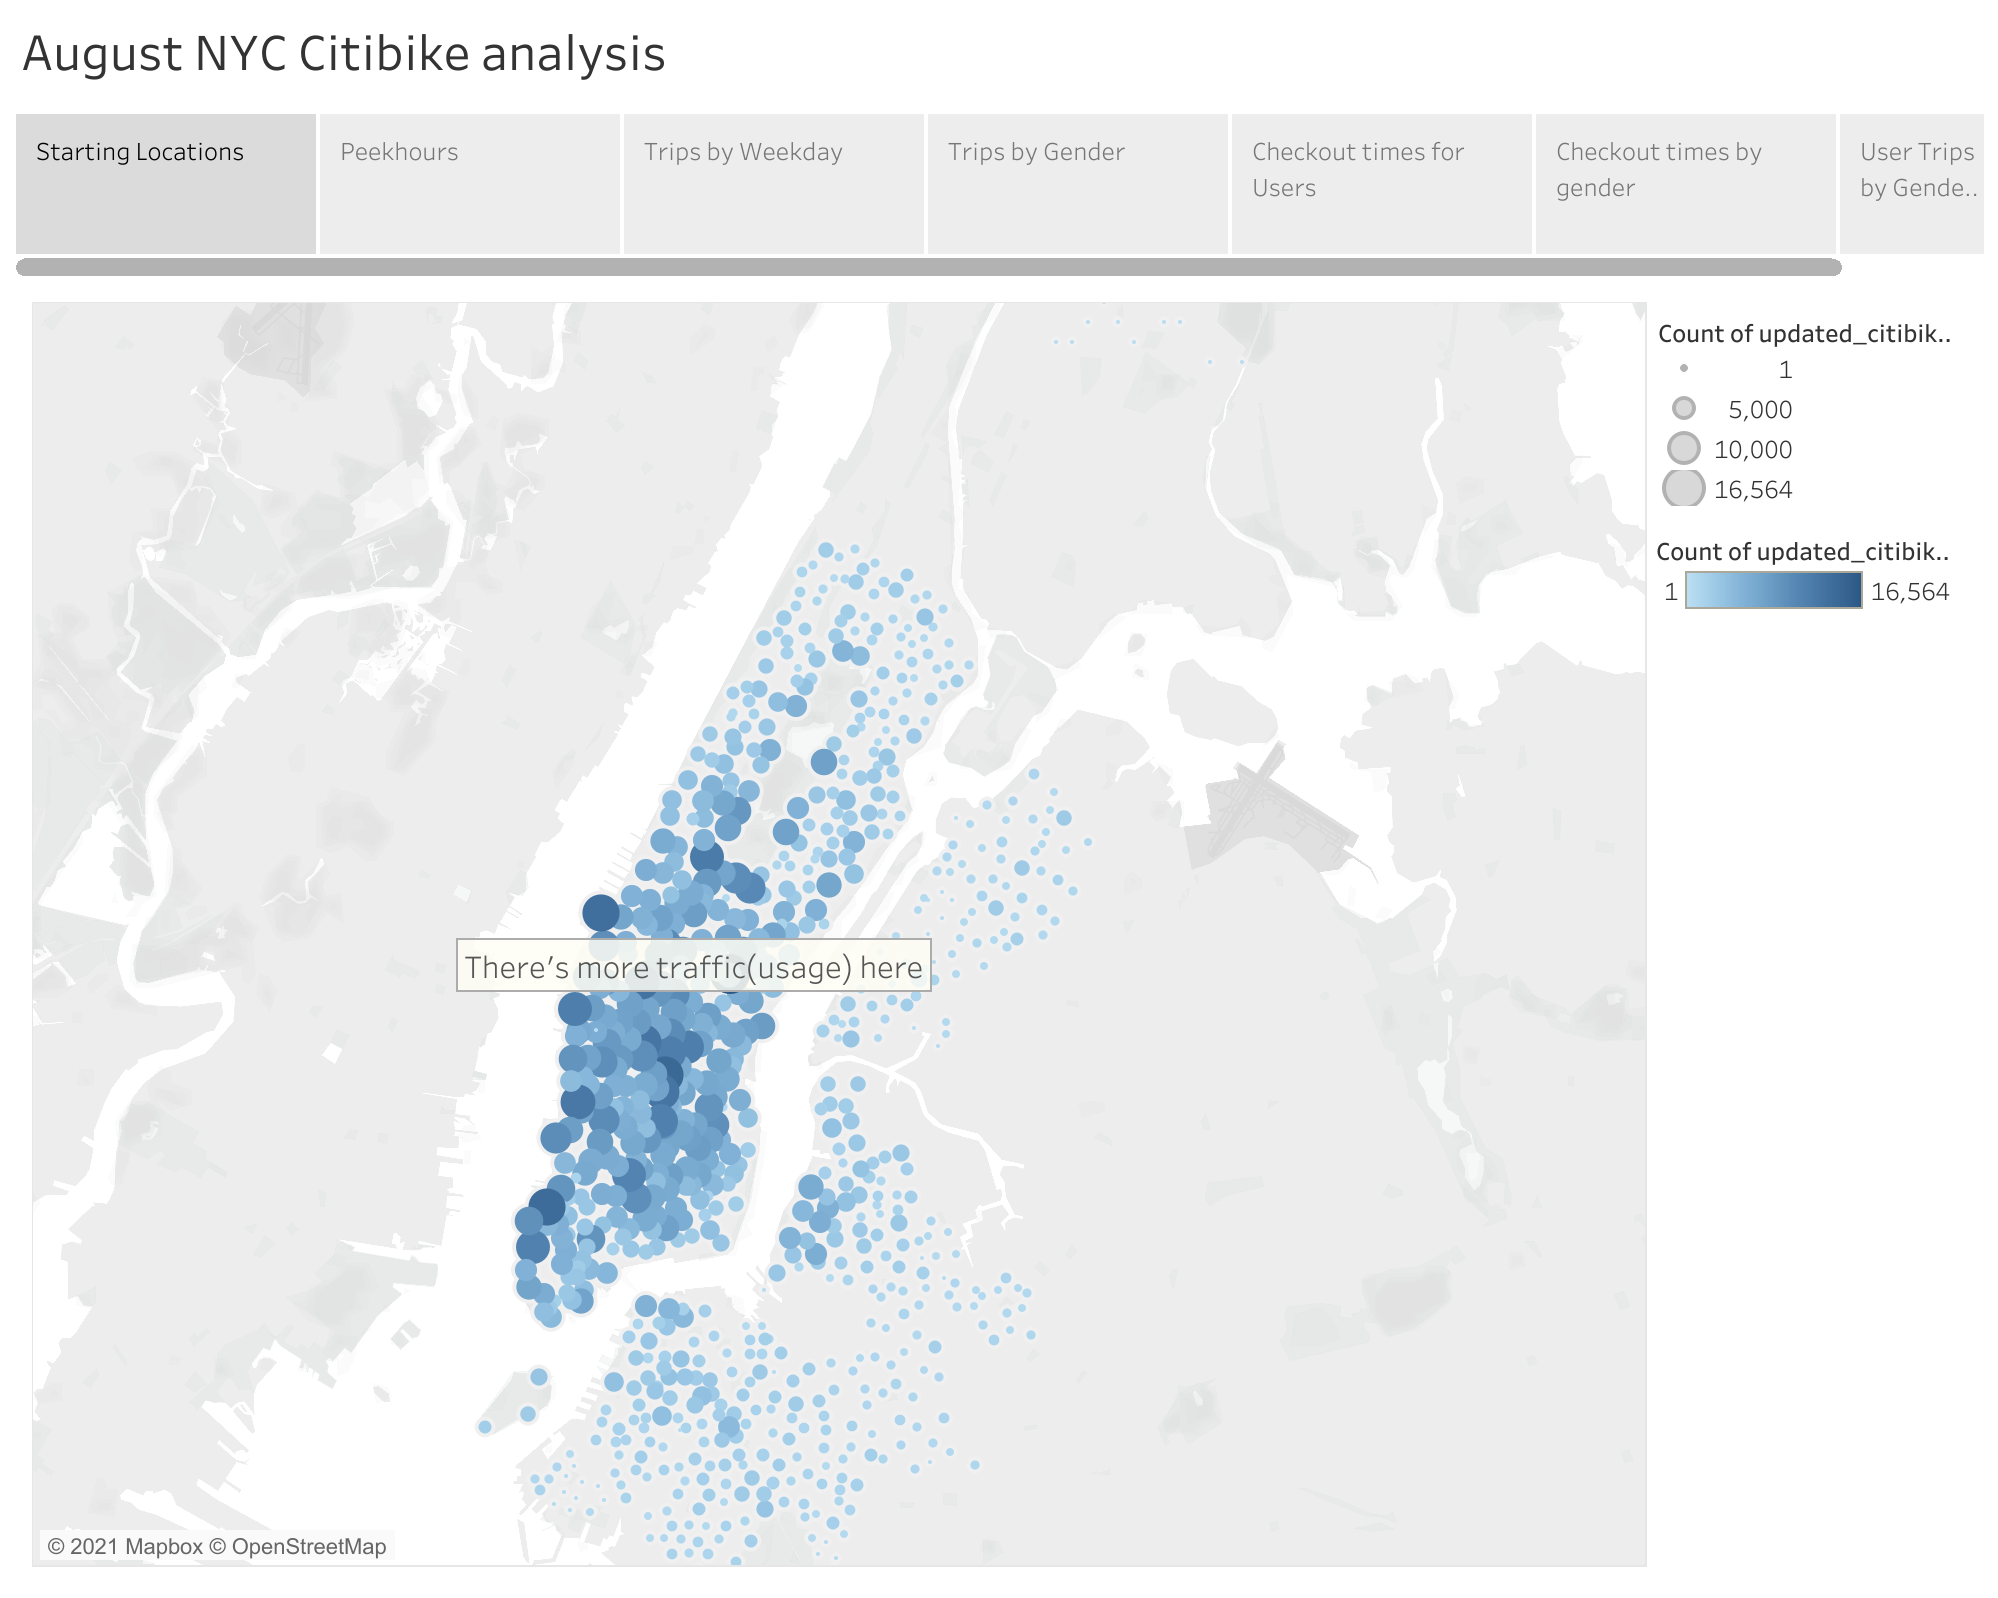 August NYC Citibike analysis
Starting Locations
Peekhours
Trips by Weekday
Trips by Gender
Checkout times for
Users
Checkout times by
gender
User Trips
by Gende..
Count of updated_citibik..
1
5,000
10,000
16,564
Count of updated_citibik..
1 16,564
There's more traffic(usage) here
© 2021 Mapbox © OpenStreetMap